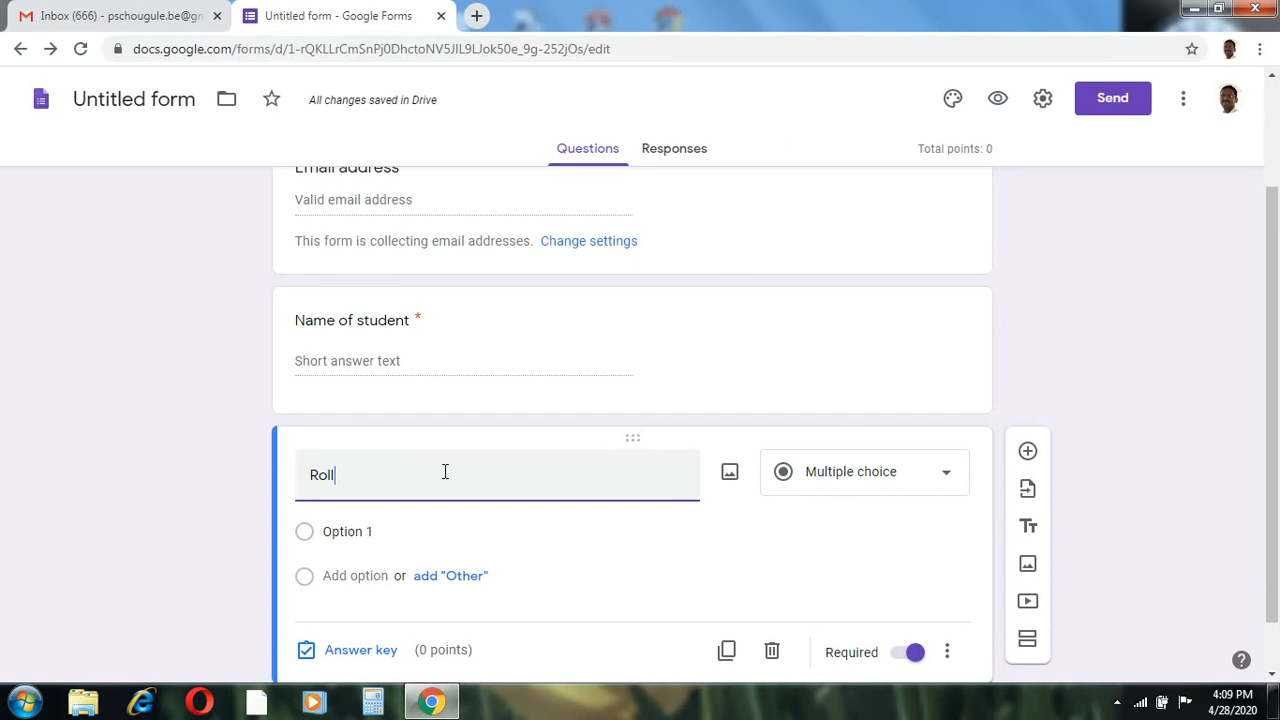 Inbox (666) - pschougule.be@gm
Untitled form - Google Forms
docs.google.com/forms/d/1-rQKLLrCmSnPj0DhctoNV5JIL9LJok50e_9g-252jOs/edit
Untitled form
All changes saved in Drive
Send
Questions
Responses
Total points: 0
Email address
Valid email address
This form is collecting email addresses. Change settings
Name of student *
Short answer text
Roll
Multiple choice
Option 1
Add option or add "Other"
Answer key (0 points)
Required
4:09 PM
4/28/2020